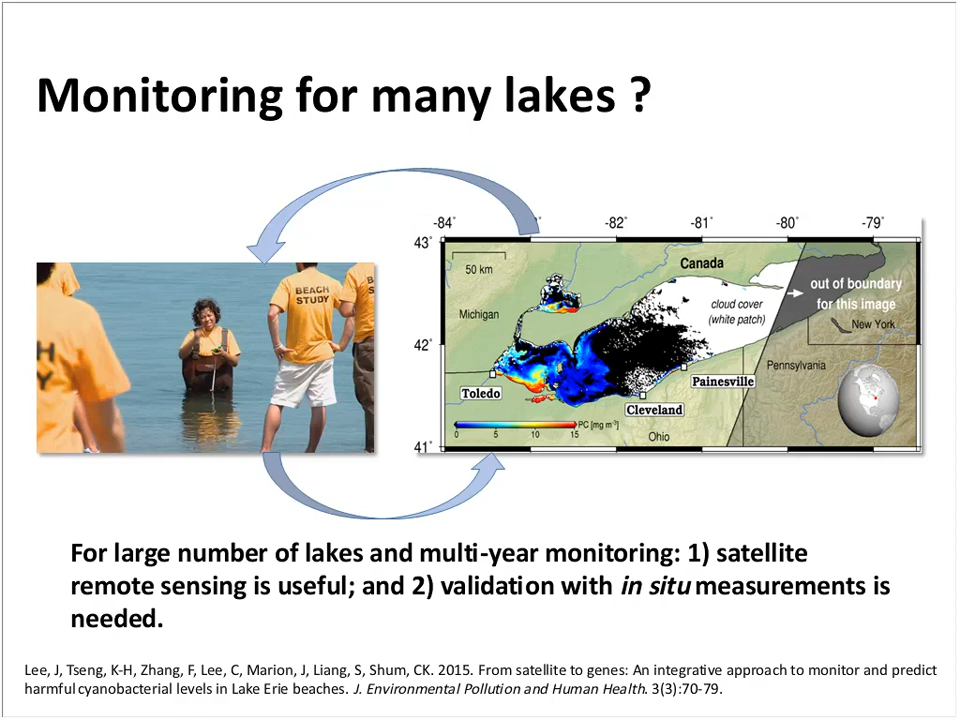 Monitoring for many lakes ?
BEACH
STUDY
B
H
Y
-84˚
-82˚
-81˚
-80˚
-79˚
43˚
42˚
41˚
50 km
Canada
out of boundary
for this image
cloud cover
(white patch)
Michigan
New York
Pennsylvania
Toledo
Painesville
Cleveland
Ohio
PC [mg m⁻³]
0 5 10 15
For large number of lakes and multi-year monitoring: 1) satellite
remote sensing is useful; and 2) validation with in situ measurements is
needed.
Lee, J, Tseng, K-H, Zhang, F, Lee, C, Marion, J, Liang, S, Shum, CK. 2015. From satellite to genes: An integrative approach to monitor and predict
harmful cyanobacterial levels in Lake Erie beaches. J. Environmental Pollution and Human Health. 3(3):70-79.